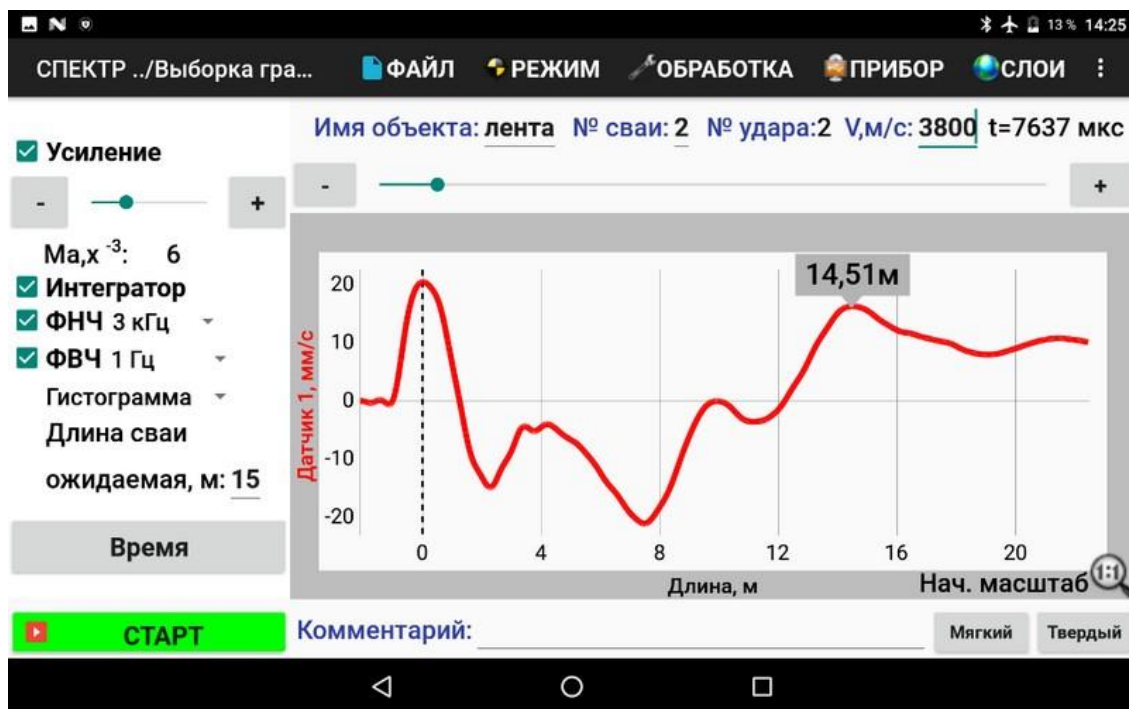 13 % 14:25
СПЕКТР ../Выборка гра... ФАЙЛ РЕЖИМ ОБРАБОТКА ПРИБОР СЛОИ
Имя объекта: лента № сваи: 2 № удара:2 V,м/с: 3800 t=7637 мкс
Усиление
- +
- +
Ma,x -3: 6
Интегратор
ФНЧ 3 кГц
ФВЧ 1 Гц
Гистограмма
Длина сваи
ожидаемая, м: 15
Время
СТАРТ
14,51м
Датчик 1, мм/с
20
10
0
-10
-20
0 4 8 12 16 20
Длина, м
Нач. масштаб
1:1
Комментарий:
Мягкий Твердый